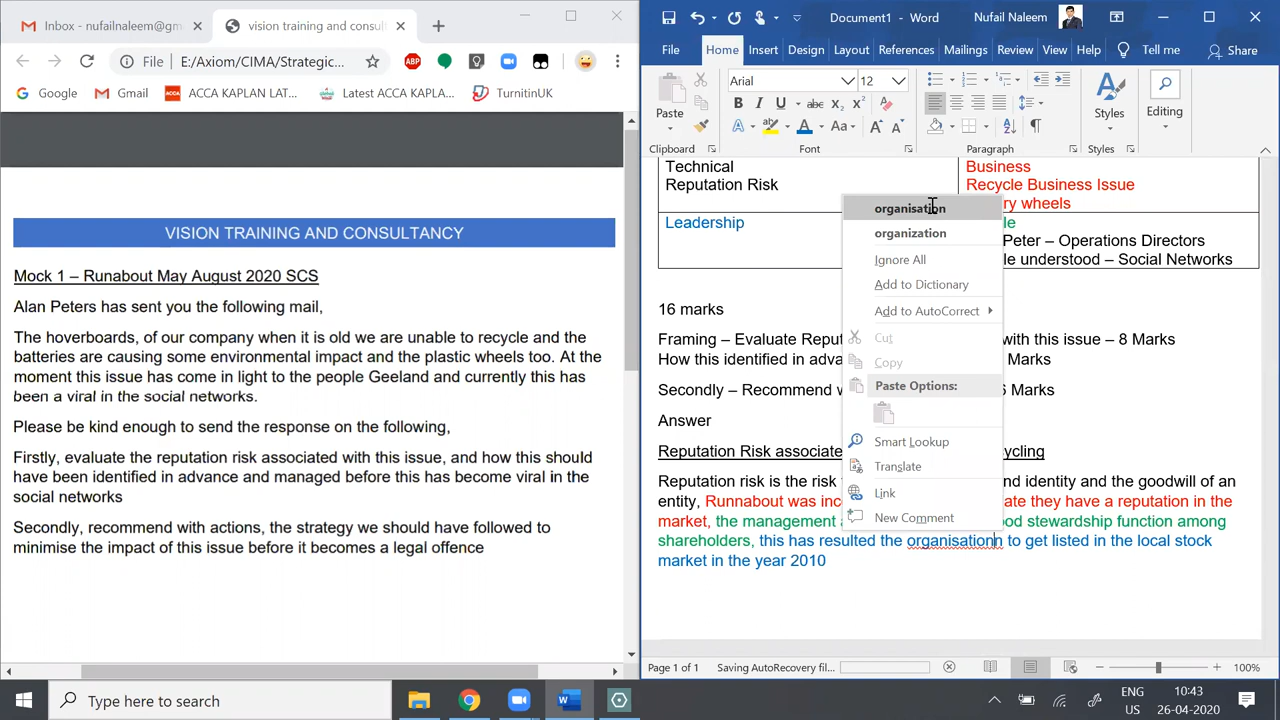 Inbox - nufailnaleem@gm
vision training and consult
Document1 - Word
Nufail Naleem
File
E:/Axiom/CIMA/Strategic...
ABP
Google
Gmail
ACCA KAPLAN LAT...
Latest ACCA KAPLA...
TurnitinUK
File
Home
Insert
Design
Layout
References
Mailings
Review
View
Help
Tell me
Share
Paste
Arial
12
Styles
Editing
Clipboard
Font
Paragraph
Styles
VISION TRAINING AND CONSULTANCY
Mock 1 – Runabout May August 2020 SCS
Alan Peters has sent you the following mail,
The hoverboards, of our company when it is old we are unable to recycle and the
batteries are causing some environmental impact and the plastic wheels too. At the
moment this issue has come in light to the people Geeland and currently this has
been a viral in the social networks.
Please be kind enough to send the response on the following,
Firstly, evaluate the reputation risk associated with this issue, and how this should
have been identified in advance and managed before this has become viral in the
social networks
Secondly, recommend with actions, the strategy we should have followed to
minimise the impact of this issue before it becomes a legal offence
Technical
Reputation Risk
Business
Recycle Business Issue
ry wheels
Leadership
le
Peter – Operations Directors
le understood – Social Networks
16 marks
Framing – Evaluate Repu
with this issue – 8 Marks
How this identified in adva
Marks
Secondly – Recommend w
6 Marks
Answer
Reputation Risk associate
cycling
Reputation risk is the risk
nd identity and the goodwill of an
entity, Runnabout was inc
ate they have a reputation in the
market, the management a
ood stewardship function among
shareholders, this has resulted the organisationn to get listed in the local stock
market in the year 2010
organisation
organization
Ignore All
Add to Dictionary
Add to AutoCorrect
Cut
Copy
Paste Options:
Smart Lookup
Translate
Link
New Comment
Page 1 of 1
Saving AutoRecovery fil...
100%
Type here to search
ENG
US
10:43
26-04-2020